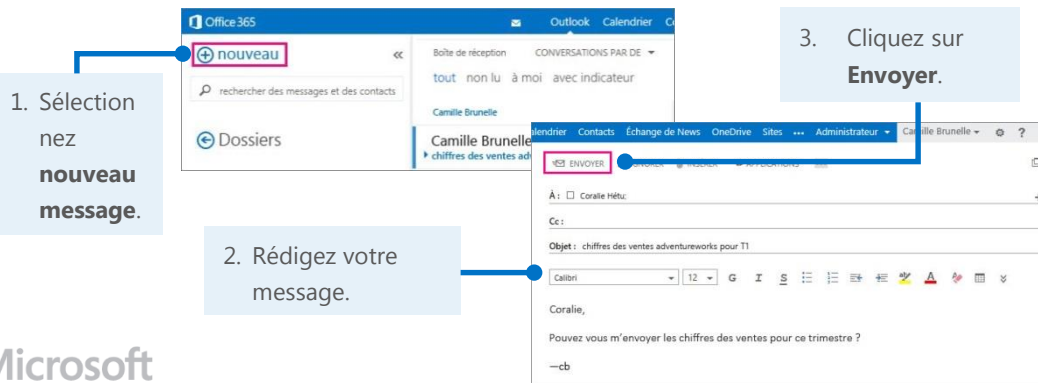 Office 365
Outlook Calendrier
nouveau
«
Boîte de réception CONVERSATIONS PAR DE
tout non lu à moi avec indicateur
rechercher des messages et des contacts
Camille Brunelle
Dossiers
Camille Brunelle
chiffres des ventes
1. Sélection
nez
nouveau
message.
3. Cliquez sur
Envoyer.
Calendrier Contacts Échange de News OneDrive Sites ... Administrateur Camille Brunelle ?
ENVOYER INSÉRER APPLICATIONS
À : Coralie Hétu;
Cc :
Objet : chiffres des ventes adventureworks pour T1
2. Rédigez votre
message.
Calibri 12 G I S
Coralie,
Pouvez vous m'envoyer les chiffres des ventes pour ce trimestre ?
—cb
Microsoft